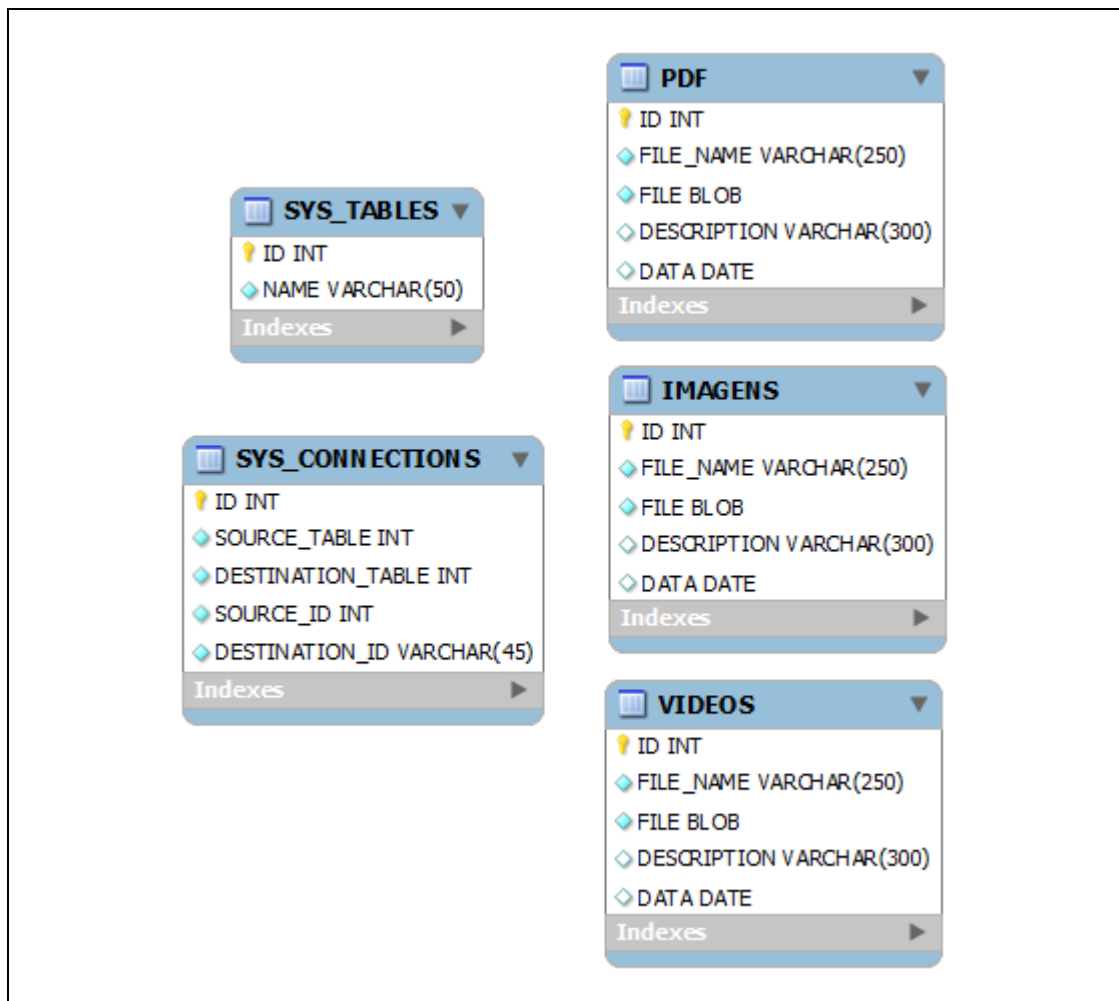 SYS_TABLES
ID INT
NAME VARCHAR(50)
Indexes
SYS_CONNECTIONS
ID INT
SOURCE_TABLE INT
DESTINATION_TABLE INT
SOURCE_ID INT
DESTINATION_ID VARCHAR(45)
Indexes
PDF
ID INT
FILE_NAME VARCHAR(250)
FILE BLOB
DESCRIPTION VARCHAR(300)
DATA DATE
Indexes
IMAGENS
ID INT
FILE_NAME VARCHAR(250)
FILE BLOB
DESCRIPTION VARCHAR(300)
DATA DATE
Indexes
VIDEOS
ID INT
FILE_NAME VARCHAR(250)
FILE BLOB
DESCRIPTION VARCHAR(300)
DATA DATE
Indexes